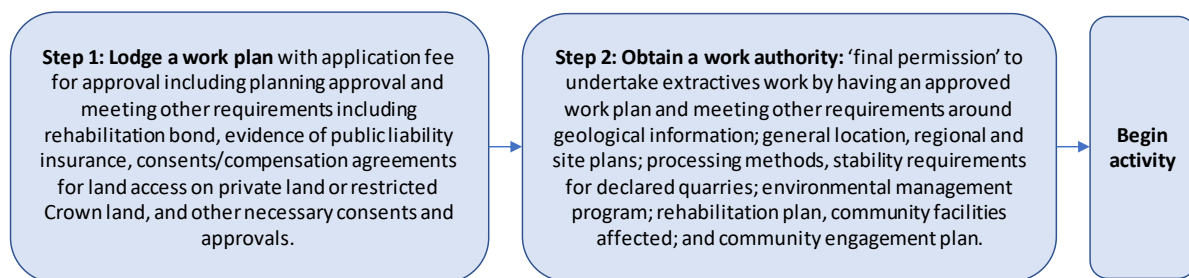 Step 1: Lodge a work plan with application fee
for approval including planning approval and
meeting other requirements including
rehabilitation bond, evidence of public liability
insurance, consents/compensation agreements
for land access on private land or restricted
Crown land, and other necessary consents and
approvals.
Step 2: Obtain a work authority: ‘final permission’ to
undertake extractives work by having an approved
work plan and meeting other requirements around
geological information; general location, regional and
site plans; processing methods, stability requirements
for declared quarries; environmental management
program; rehabilitation plan, community facilities
affected; and community engagement plan.
Begin
activity